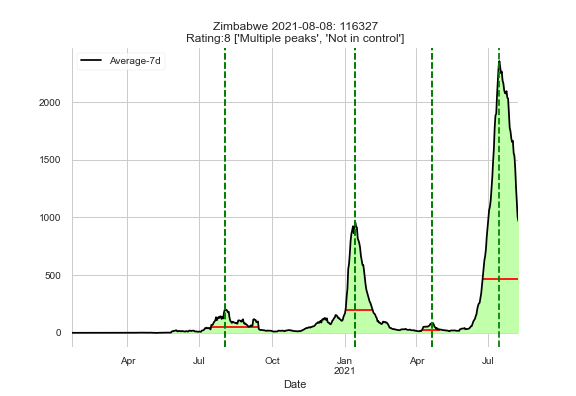 Zimbabwe 2021-08-08: 116327
Rating:8 ['Multiple peaks', 'Not in control']
Average-7d
2000
1500
1000
500
0
Apr
Jul
Oct
Jan
2021
Apr
Jul
Date